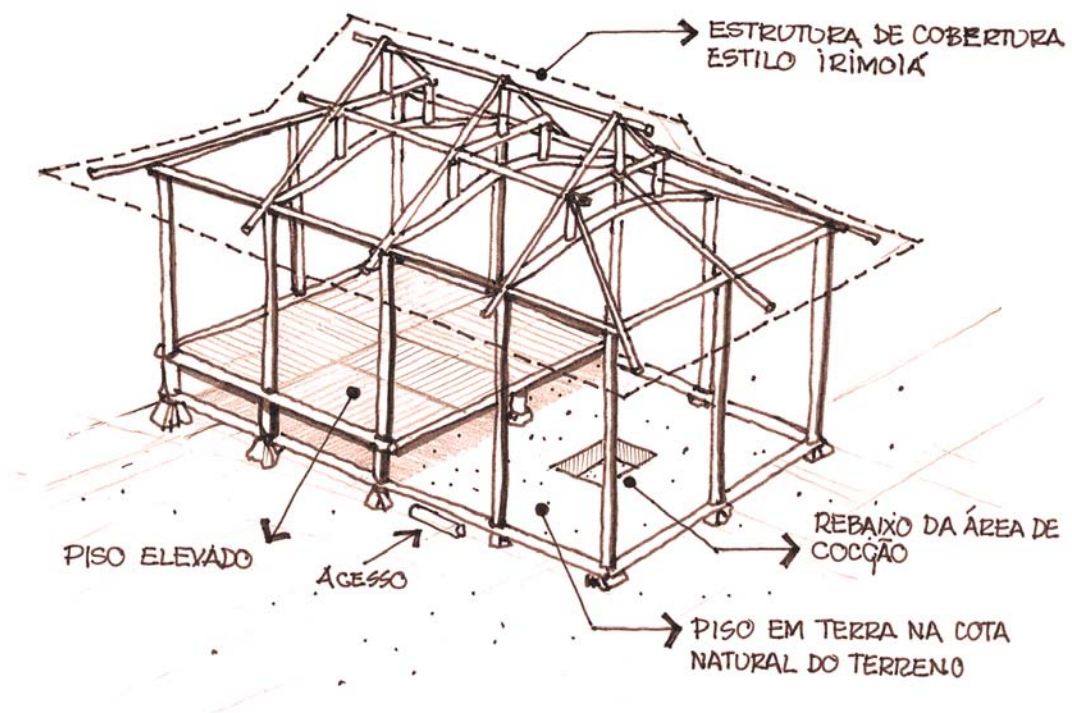 ESTRUTURA DE COBERTURA
ESTILO IRIMOIÁ
PISO ELEVADO
ACESSO
REBAIXO DA ÁREA DE
COCÇÃO
PISO EM TERRA NA COTA
NATURAL DO TERRENO